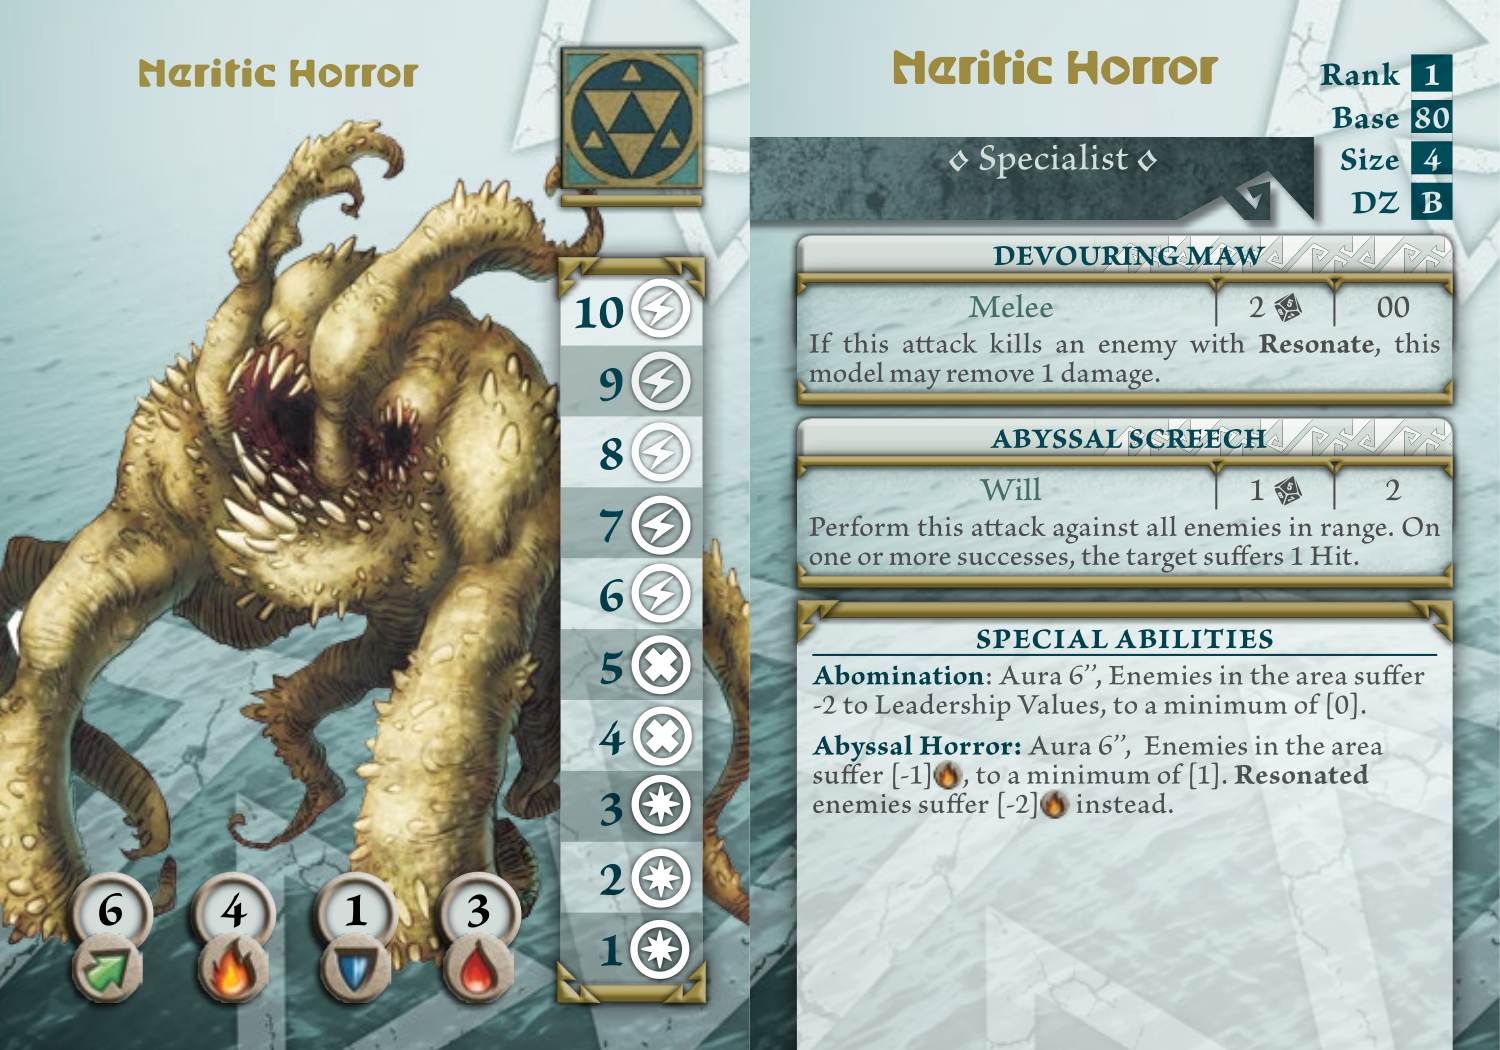 Neritic Horror
10
9
8
7
6
5
4
3
2
1
6 4 1 3
Neritic Horror
Rank 1
Base 80
Size 4
DZ B
Specialist
DEVOURING MAW
Melee 2 00
If this attack kills an enemy with Resonate, this
model may remove 1 damage.
ABYSSAL SCREECH
Will 1 2
Perform this attack against all enemies in range. On
one or more successes, the target suffers 1 Hit.
SPECIAL ABILITIES
Abomination: Aura 6’’, Enemies in the area suffer
-2 to Leadership Values, to a minimum of [0].
Abyssal Horror: Aura 6’’, Enemies in the area
suffer [-1], to a minimum of [1]. Resonated
enemies suffer [-2] instead.